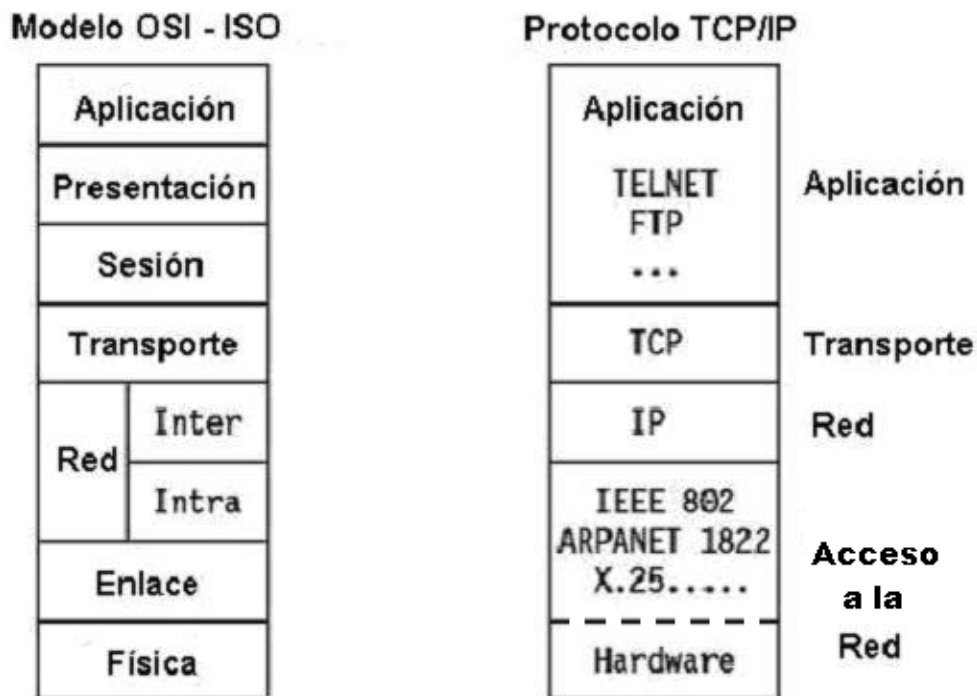 Modelo OSI - ISO
Aplicación
Presentación
Sesión
Transporte
Red
Inter
Intra
Enlace
Física
Protocolo TCP/IP
Aplicación
TELNET
FTP
...
TCP
IP
IEEE 802
ARPANET 1822
X.25.....
Hardware
Aplicación
Transporte
Red
Acceso
a la
Red